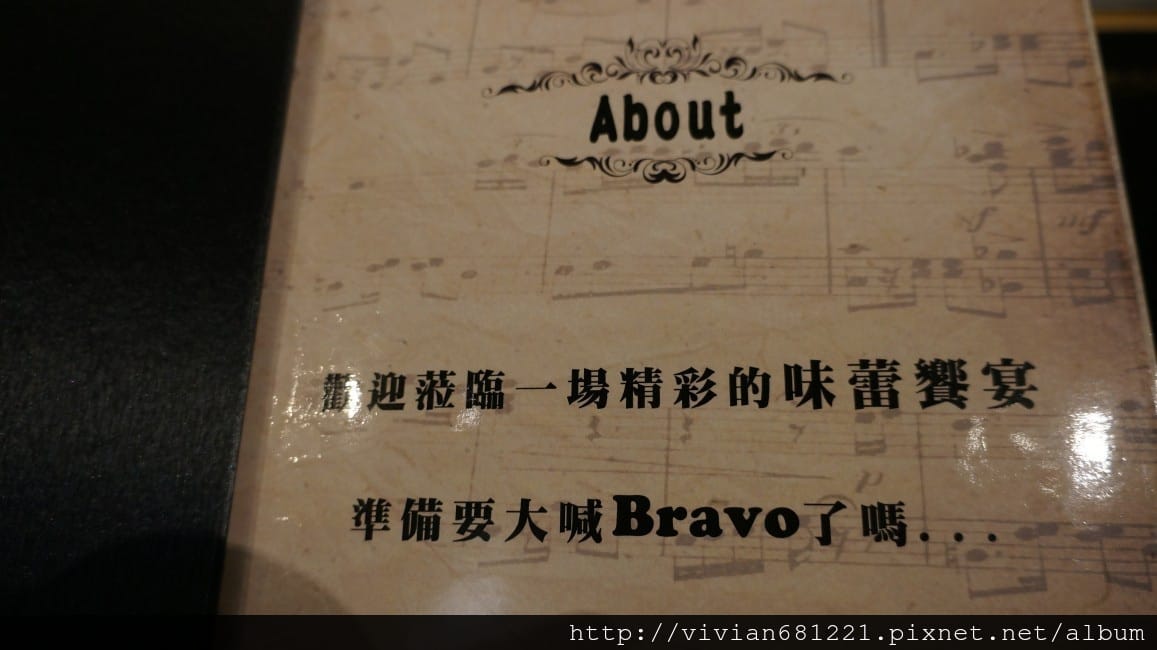 About
歡迎蒞臨一場精彩的味蕾饗宴
準備要大喊Bravo了嗎...
http://vivian681221.pixnet.net/album